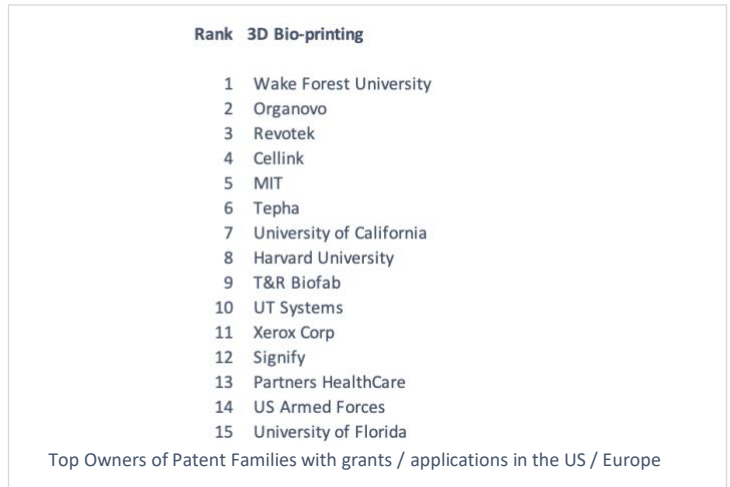 Rank 3D Bio-printing
1 Wake Forest University
2 Organovo
3 Revotek
4 Cellink
5 MIT
6 Tepha
7 University of California
8 Harvard University
9 T&R Biofab
10 UT Systems
11 Xerox Corp
12 Signify
13 Partners HealthCare
14 US Armed Forces
15 University of Florida
Top Owners of Patent Families with grants / applications in the US / Europe